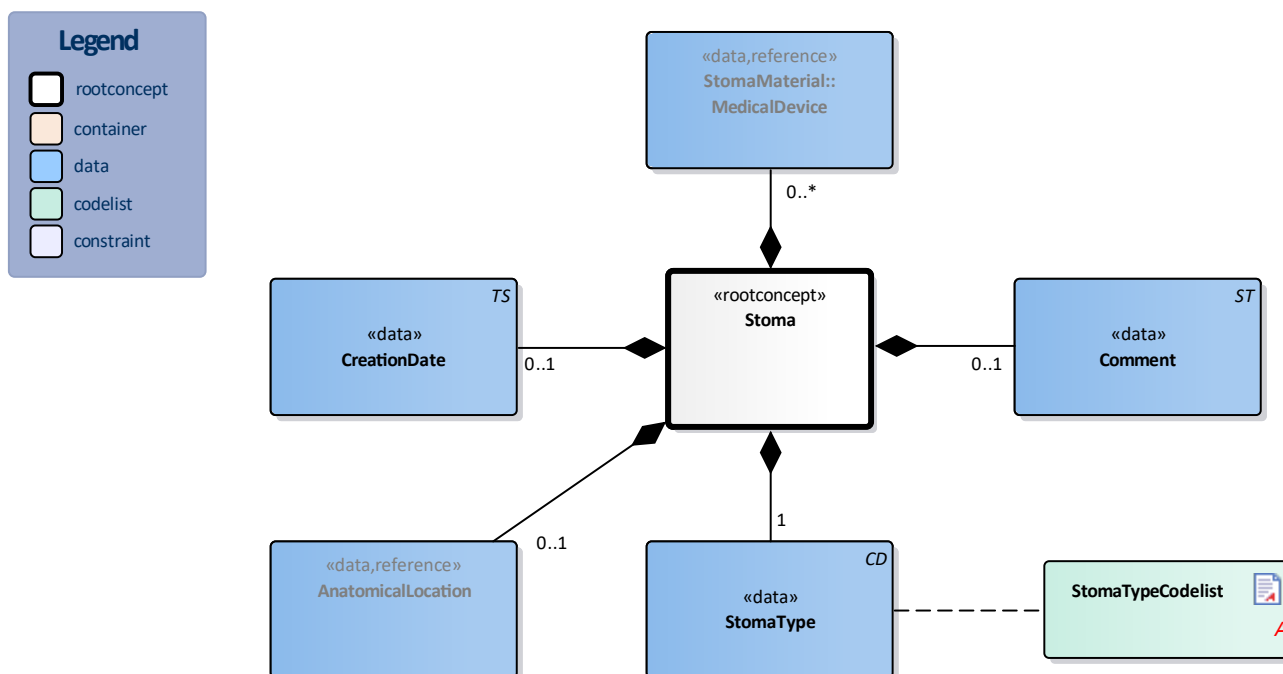 Legend
rootconcept
container
data
codelist
constraint
«data,reference»
StomaMaterial::
MedicalDevice
0..*
TS
«data»
CreationDate
0..1
«rootconcept»
Stoma
ST
«data»
Comment
0..1
«data,reference»
AnatomicalLocation
0..1
1
CD
«data»
StomaType
StomaTypeCodelist
A